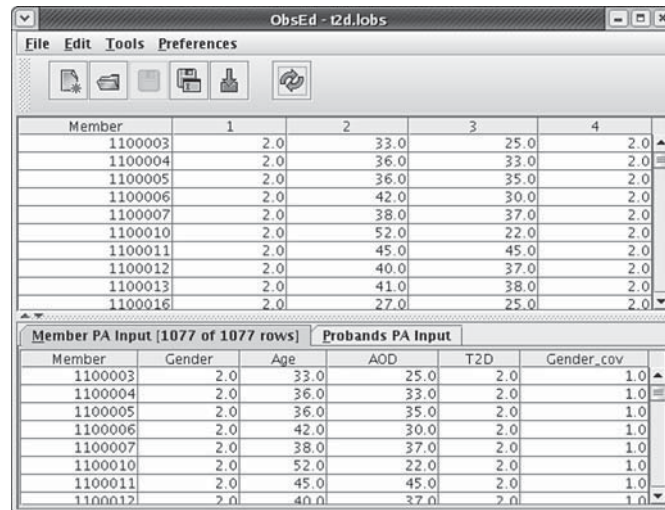 ObsEd - t2d.lobs
File Edit Tools Preferences
Member 1 2 3 4
1100003 2.0 33.0 25.0 2.0
1100004 2.0 36.0 33.0 2.0
1100005 2.0 36.0 35.0 2.0
1100006 2.0 42.0 30.0 2.0
1100007 2.0 38.0 37.0 2.0
1100010 2.0 52.0 22.0 2.0
1100011 2.0 45.0 45.0 2.0
1100012 2.0 40.0 37.0 2.0
1100013 2.0 41.0 38.0 2.0
1100016 2.0 27.0 25.0 2.0
Member PA Input [1077 of 1077 rows] Probands PA Input
Member Gender Age AOD T2D Gender_cov
1100003 2.0 33.0 25.0 2.0 1.0
1100004 2.0 36.0 33.0 2.0 1.0
1100005 2.0 36.0 35.0 2.0 1.0
1100006 2.0 42.0 30.0 2.0 1.0
1100007 2.0 38.0 37.0 2.0 1.0
1100010 2.0 52.0 22.0 2.0 1.0
1100011 2.0 45.0 45.0 2.0 1.0
1100012 2.0 40.0 37.0 2.0 1.0